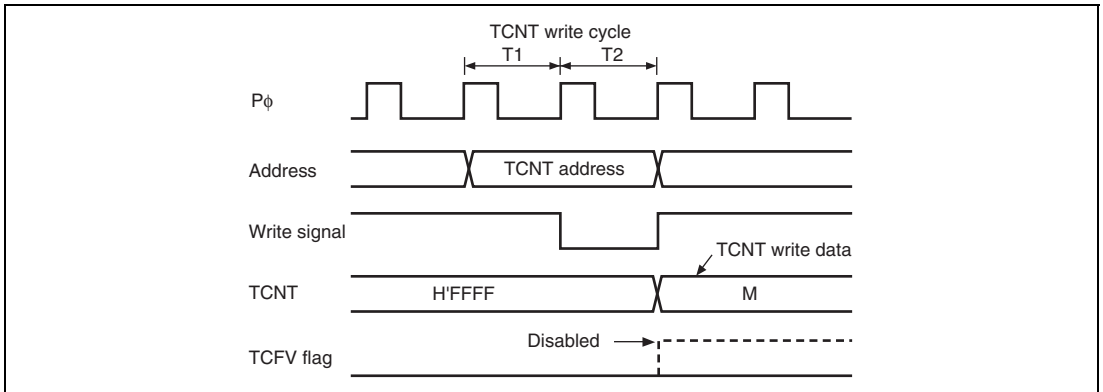 TCNT write cycle
T1 T2
Pϕ
Address TCNT address
Write signal
TCNT write data
TCNT H'FFFF M
Disabled
TCFV flag